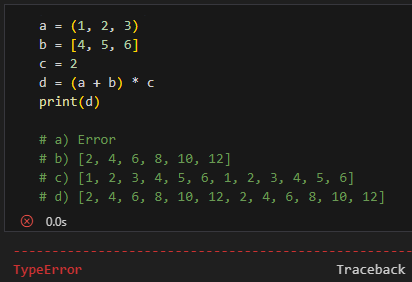 a = (1, 2, 3)
b = [4, 5, 6]
c = 2
d = (a + b) * c
print(d)
# a) Error
# b) [2, 4, 6, 8, 10, 12]
# c) [1, 2, 3, 4, 5, 6, 1, 2, 3, 4, 5, 6]
# d) [2, 4, 6, 8, 10, 12, 2, 4, 6, 8, 10, 12]
0.0s
---------------------------------------------------
TypeError Traceback